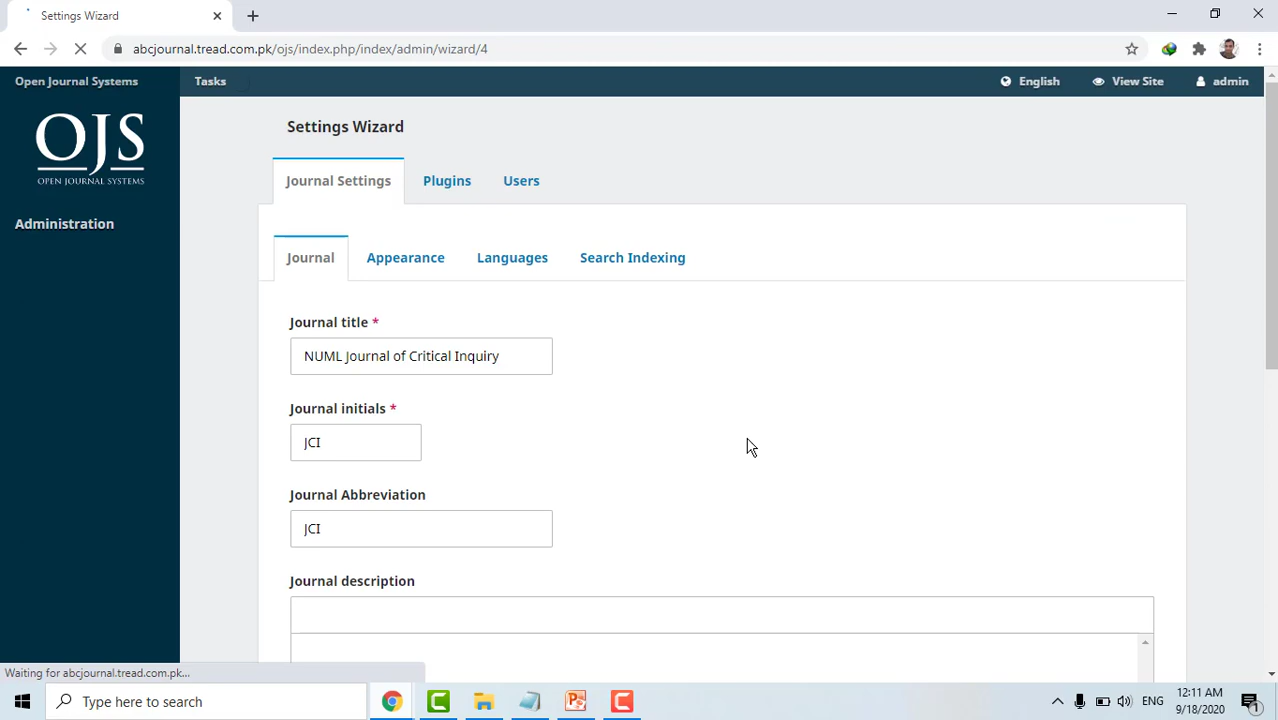 Settings Wizard
abcjournal.tread.com.pk/ojs/index.php/index/admin/wizard/4
Open Journal Systems
Tasks
English
View Site
admin
OJS
OPEN JOURNAL SYSTEMS
Administration
Settings Wizard
Journal Settings
Plugins
Users
Journal
Appearance
Languages
Search Indexing
Journal title *
NUML Journal of Critical Inquiry
Journal initials *
JCI
Journal Abbreviation
JCI
Journal description
Waiting for abcjournal.tread.com.pk...
Type here to search
ENG
12:11 AM
9/18/2020
1